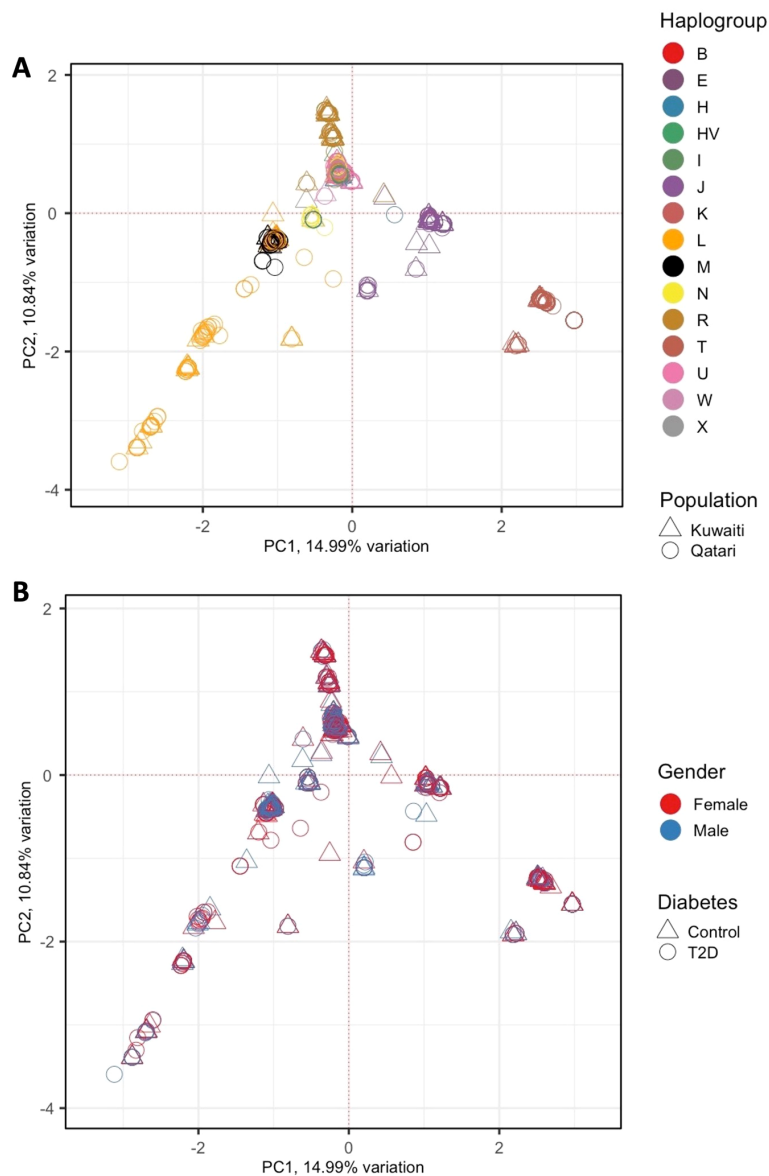 A
2
0
-2
-4
PC2, 10.84% variation
-2
0
2
PC1, 14.99% variation
Haplogroup
B
E
H
HV
I
J
K
L
M
N
R
T
U
W
X
Population
Kuwaiti
Qatari
B
2
0
-2
-4
PC2, 10.84% variation
-2
0
2
PC1, 14.99% variation
Gender
Female
Male
Diabetes
Control
T2D